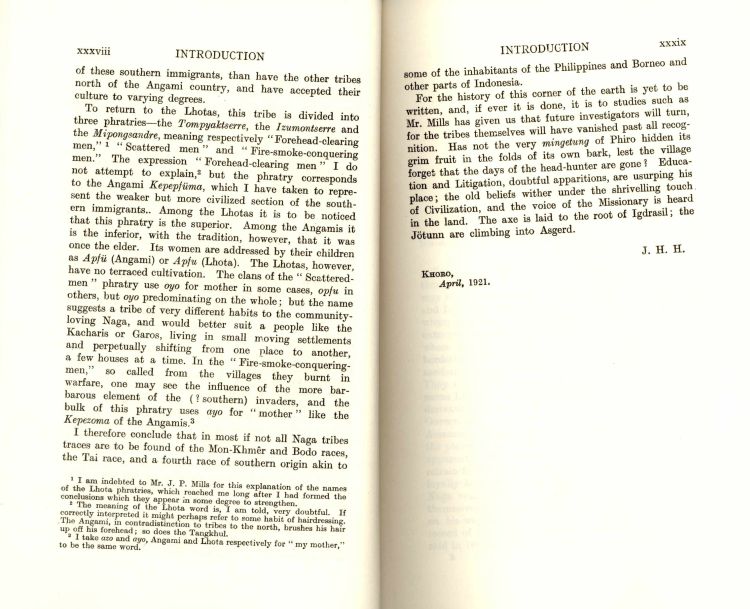 xxxviii INTRODUCTION
of these southern immigrants, than have the other tribes
north of the Angami country, and have accepted their
culture to varying degrees.
To return to the Lhotas, this tribe is divided into
three phratries—the Tompyaktserre, the Izumontserre and
the Mipongsandre, meaning respectively "Forehead-clearing
men," ¹ "Scattered men" and "Fire-smoke-conquering
men." The expression "Forehead-clearing men" I do
not attempt to explain,² but the phratry corresponds
to the Angami Kepepfüma, which I have taken to repre-
sent the weaker but more civilized section of the south-
ern immigrants.. Among the Lhotas it is to be noticed
that this phratry is the superior. Among the Angamis it
is the inferior, with the tradition, however, that it was
once the elder. Its women are addressed by their children
as Apfü (Angami) or Apfu (Lhota). The Lhotas, however,
have no terraced cultivation. The clans of the "Scattered-
men" phratry use oyo for mother in some cases, opfu in
others, but oyo predominating on the whole; but the name
suggests a tribe of very different habits to the community-
loving Naga, and would better suit a people like the
Kacharis or Garos, living in small moving settlements
and perpetually shifting from one place to another,
a few houses at a time. In the "Fire-smoke-conquering-
men," so called from the villages they burnt in
warfare, one may see the influence of the more bar-
barous element of the (? southern) invaders, and the
bulk of this phratry uses ayo for "mother" like the
Kepezoma of the Angamis.³
I therefore conclude that in most if not all Naga tribes
traces are to be found of the Mon-Khmêr and Bodo races,
the Tai race, and a fourth race of southern origin akin to
¹ I am indebted to Mr. J. P. Mills for this explanation of the names
of the Lhota phratries, which reached me long after I had formed the
conclusions which they appear in some degree to strengthen.
² The meaning of the Lhota word is, I am told, very doubtful. If
correctly interpreted it might perhaps refer to some habit of hairdressing.
The Angami, in contradistinction to tribes to the north, brushes his hair
up off his forehead; so does the Tangkhul.
³ I take azo and ayo, Angami and Lhota respectively for "my mother,"
to be the same word.
INTRODUCTION xxxix
some of the inhabitants of the Philippines and Borneo and
other parts of Indonesia.
For the history of this corner of the earth is yet to be
written, and, if ever it is done, it is to studies such as
Mr. Mills has given us that future investigators will turn,
for the tribes themselves will have vanished past all recog-
nition. Has not the very mingetung of Phiro hidden its
grim fruit in the folds of its own bark, lest the village
forget that the days of the head-hunter are gone? Educa-
tion and Litigation, doubtful apparitions, are usurping his
place; the old beliefs wither under the shrivelling touch
of Civilization, and the voice of the Missionary is heard
in the land. The axe is laid to the root of Igdrasil; the
Jötunn are climbing into Asgerd.
J. H. H.
KHORO,
April, 1921.